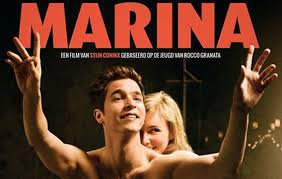 MARINA
EEN FILM VAN STIJN CONINX GEBASEERD OP DE JEUGD VAN ROCCO GRANATA